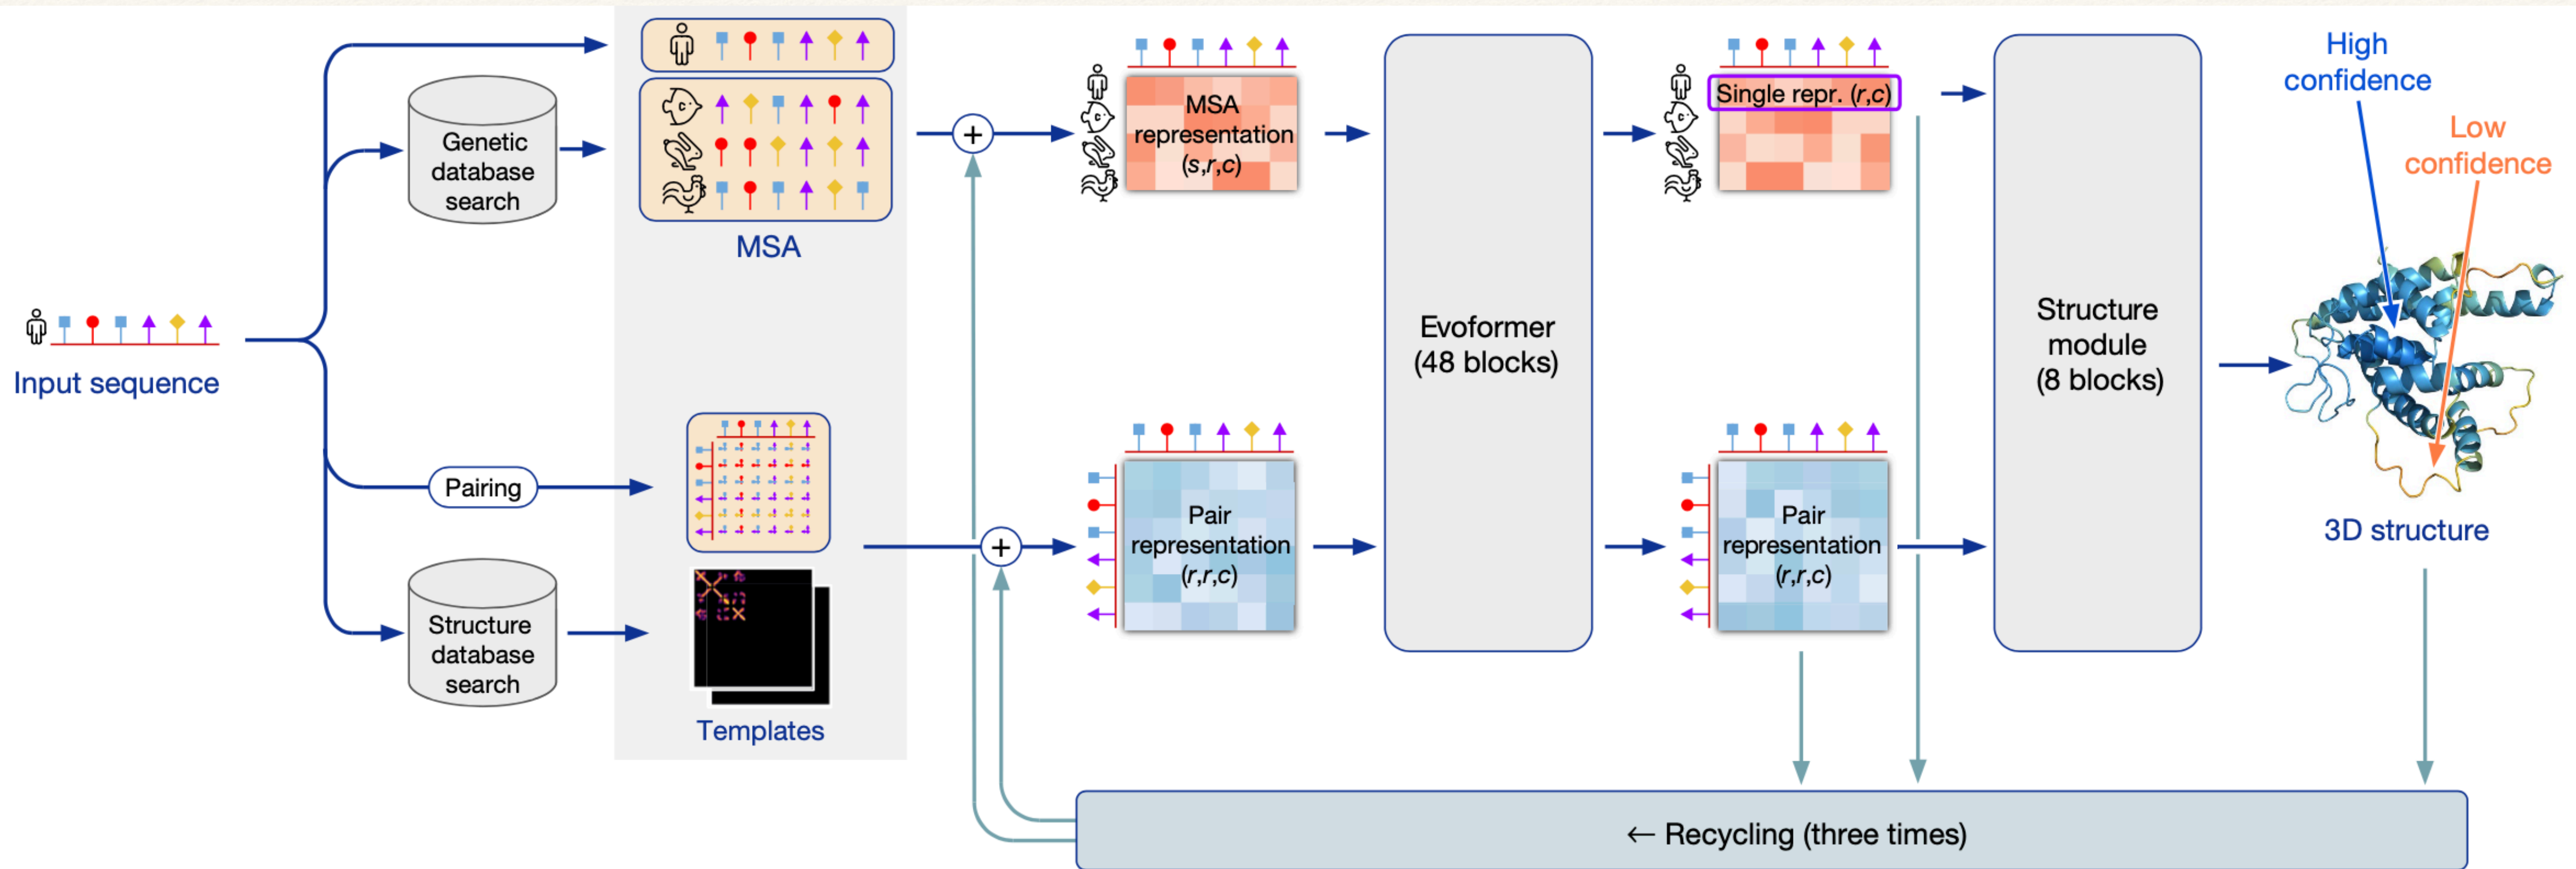 Input sequence
Genetic
database
search
Pairing
Structure
database
search
MSA
Templates
+
+
MSA
representation
(s,r,c)
Pair
representation
(r,r,c)
Evoformer
(48 blocks)
Single repr. (r,c)
Pair
representation
(r,r,c)
Structure
module
(8 blocks)
High
confidence
Low
confidence
3D structure
← Recycling (three times)